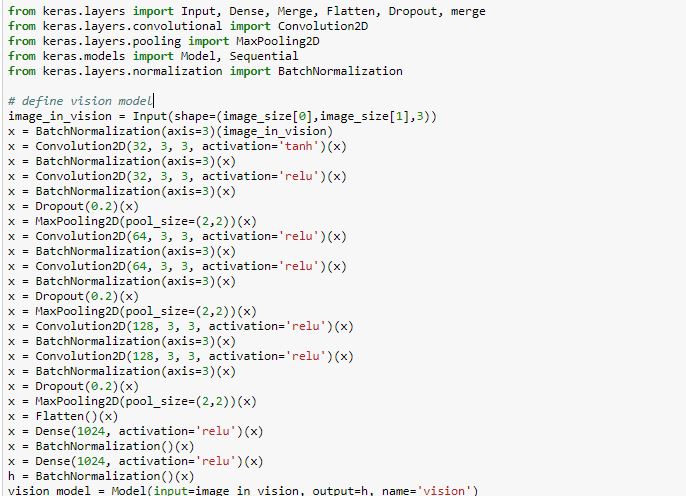 from keras.layers import Input, Dense, Merge, Flatten, Dropout, merge
from keras.layers.convolutional import Convolution2D
from keras.layers.pooling import MaxPooling2D
from keras.models import Model, Sequential
from keras.layers.normalization import BatchNormalization

# define vision model
image_in_vision = Input(shape=(image_size[0],image_size[1],3))
x = BatchNormalization(axis=3)(image_in_vision)
x = Convolution2D(32, 3, 3, activation='tanh')(x)
x = BatchNormalization(axis=3)(x)
x = Convolution2D(32, 3, 3, activation='relu')(x)
x = BatchNormalization(axis=3)(x)
x = Dropout(0.2)(x)
x = MaxPooling2D(pool_size=(2,2))(x)
x = Convolution2D(64, 3, 3, activation='relu')(x)
x = BatchNormalization(axis=3)(x)
x = Convolution2D(64, 3, 3, activation='relu')(x)
x = BatchNormalization(axis=3)(x)
x = Dropout(0.2)(x)
x = MaxPooling2D(pool_size=(2,2))(x)
x = Convolution2D(128, 3, 3, activation='relu')(x)
x = BatchNormalization(axis=3)(x)
x = Convolution2D(128, 3, 3, activation='relu')(x)
x = BatchNormalization(axis=3)(x)
x = Dropout(0.2)(x)
x = MaxPooling2D(pool_size=(2,2))(x)
x = Flatten()(x)
x = Dense(1024, activation='relu')(x)
x = BatchNormalization()(x)
x = Dense(1024, activation='relu')(x)
h = BatchNormalization()(x)
vision_model = Model(input=image_in_vision, output=h, name='vision')